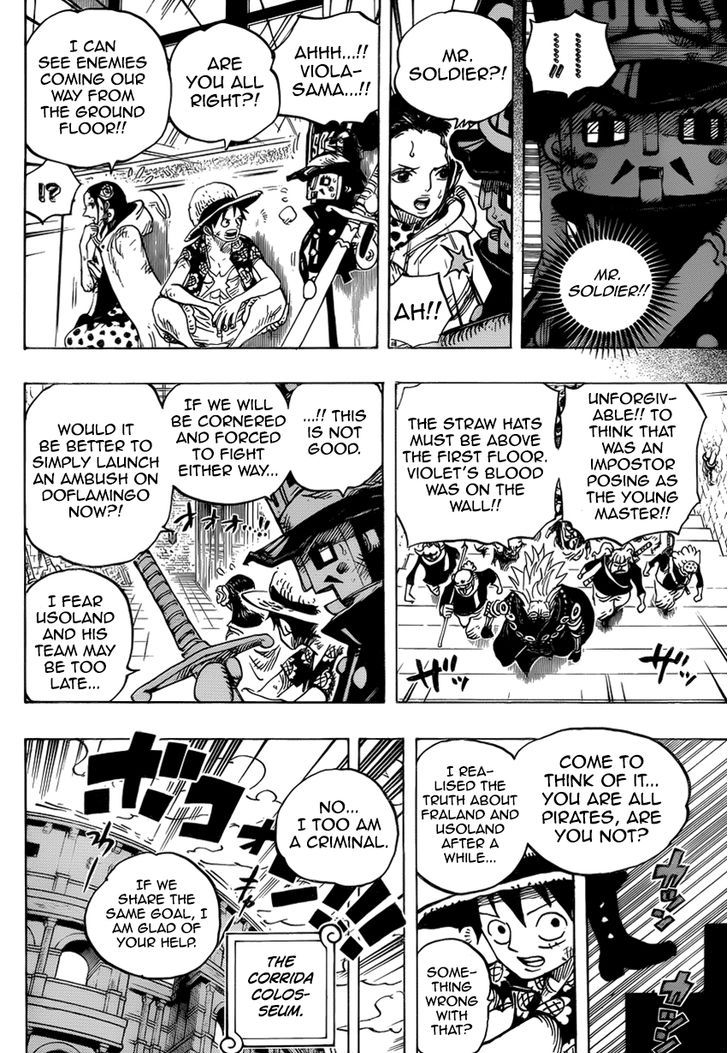 ...
...
!!
MR.
SOLDIER!!
MR.
SOLDIER?!
AH!!
AHHH...!!
VIOLA-
SAMA...!!
ARE
YOU ALL
RIGHT?!
I CAN
SEE ENEMIES
COMING OUR
WAY FROM
THE GROUND
FLOOR!!
!?
UNFORGIV-
ABLE!! TO
THINK THAT
WAS AN
IMPOSTOR
POSING AS
THE YOUNG
MASTER!!
THE STRAW HATS
MUST BE ABOVE
THE FIRST FLOOR.
VIOLET'S BLOOD
WAS ON THE
WALL!!
ザッ
ザッ
...!! THIS
IS NOT
GOOD.
IF WE WILL
BE CORNERED
AND FORCED
TO FIGHT
EITHER WAY...
WOULD IT
BE BETTER TO
SIMPLY LAUNCH
AN AMBUSH ON
DOFLAMINGO
NOW?!
I FEAR
USOLAND
AND HIS
TEAM MAY
BE TOO
LATE...
COME TO
THINK OF IT...
YOU ARE ALL
PIRATES, ARE
YOU NOT?
I REA-
LISED THE
TRUTH ABOUT
FRALAND AND
USOLAND
AFTER A
WHILE...
SOME-
THING
WRONG
WITH
THAT?
NO...
I TOO AM
A CRIMINAL.
IF WE
SHARE THE
SAME GOAL, I
AM GLAD OF
YOUR HELP.
THE
CORRIDA
COLOS-
SEUM.